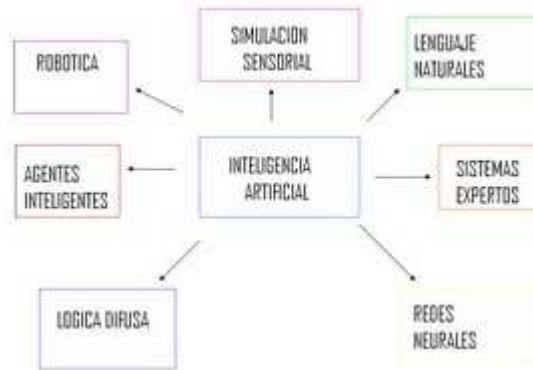 SIMULACION
SENSORIAL
LENGUAJE
NATURALES
ROBOTICA
INTELIGENCIA
ARTIFICIAL
AGENTES
INTELIGENTES
SISTEMAS
EXPERTOS
LOGICA DIFUSA
REDES
NEURALES